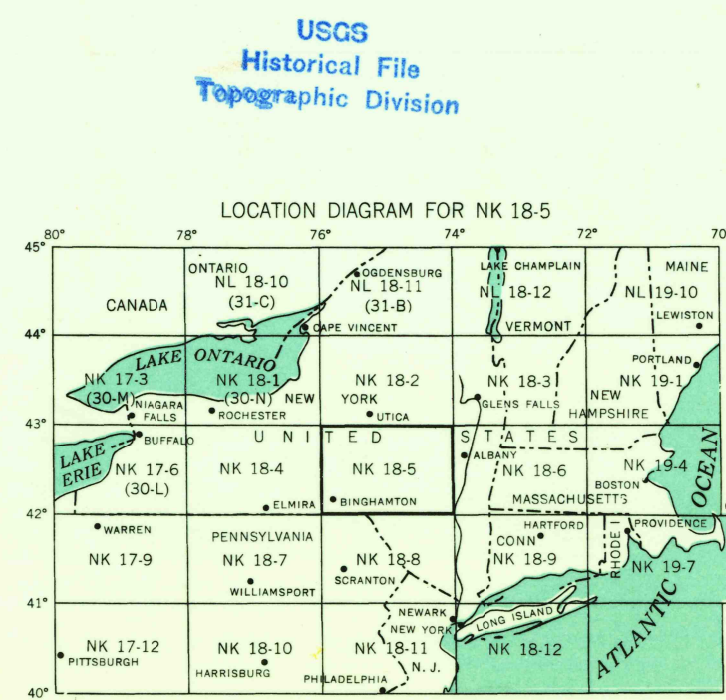 USGS
Historical File
Topographic Division
LOCATION DIAGRAM FOR NK 18-5
80° 78° 76° 74° 72° 70
45°
ONTARIO
NL 18-10
(31-C)
OGDENSBURG
NL 18-11
(31-B)
LAKE CHAMPLAIN
NL 18-12
MAINE
NL 19-10
CANADA
LEWISTON
44°
CAPE VINCENT
VERMONT
LAKE ONTARIO
PORTLAND
NK 17-3
(30-M)
NK 18-1
(30-N)
NEW
YORK
NK 18-2
NK 18-3
NEW
HAMPSHIRE
NK 19-1
NIAGARA
FALLS
ROCHESTER
UTICA
GLENS FALLS
43°
BUFFALO
UNITED STATES
LAKE
ERIE
NK 17-6
(30-L)
NK 18-4
NK 18-5
ALBANY
NK 18-6
NK 19-4
BOSTON
ELMIRA
BINGHAMTON
MASSACHUSETTS
42°
WARREN
PENNSYLVANIA
HARTFORD
PROVIDENCE
NK 17-9
NK 18-7
NK 18-8
CONN
NK 18-9
RHODE I
NK 19-7
WILLIAMSPORT
SCRANTON
41°
NEWARK
NEW YORK
LONG ISLAND
NK 17-12
NK 18-10
NK 18-11
N. J.
NK 18-12
ATLANTIC
OCEAN
PITTSBURGH
HARRISBURG
PHILADELPHIA
40°